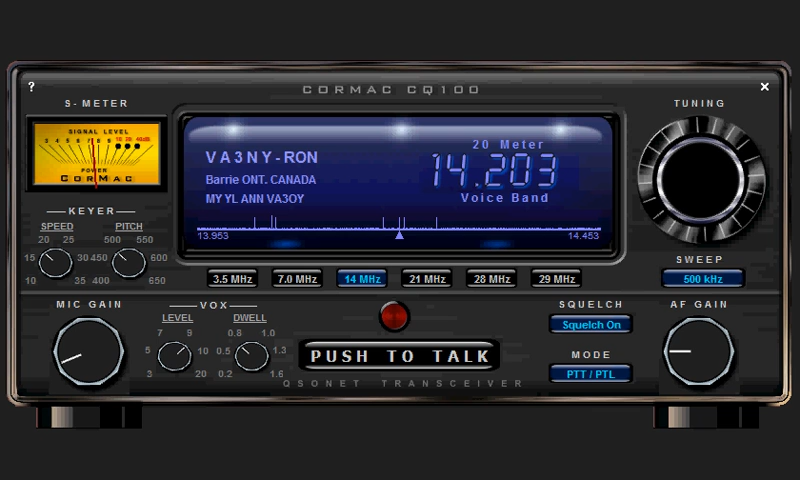 ?
CORMAC CQ100
×
S-METER
SIGNAL LEVEL
POWER
CORMAC
VA3NY-RON
Barrie ONT. CANADA
MY YL ANN VA3OY
20 Meter
14.203
Voice Band
13.953
14.453
TUNING
KEYER
SPEED
PITCH
20 25
500 550
15
30
450
600
10
35
400
650
3.5 MHz
7.0 MHz
14 MHz
21 MHz
28 MHz
29 MHz
SWEEP
500 kHz
MIC GAIN
VOX
LEVEL
DWELL
7 9
0.8 1.0
5
10
0.5
1.3
3
20
0.2
1.6
PUSH TO TALK
QSONET TRANSCEIVER
SQUELCH
Squelch On
MODE
PTT / PTL
AF GAIN